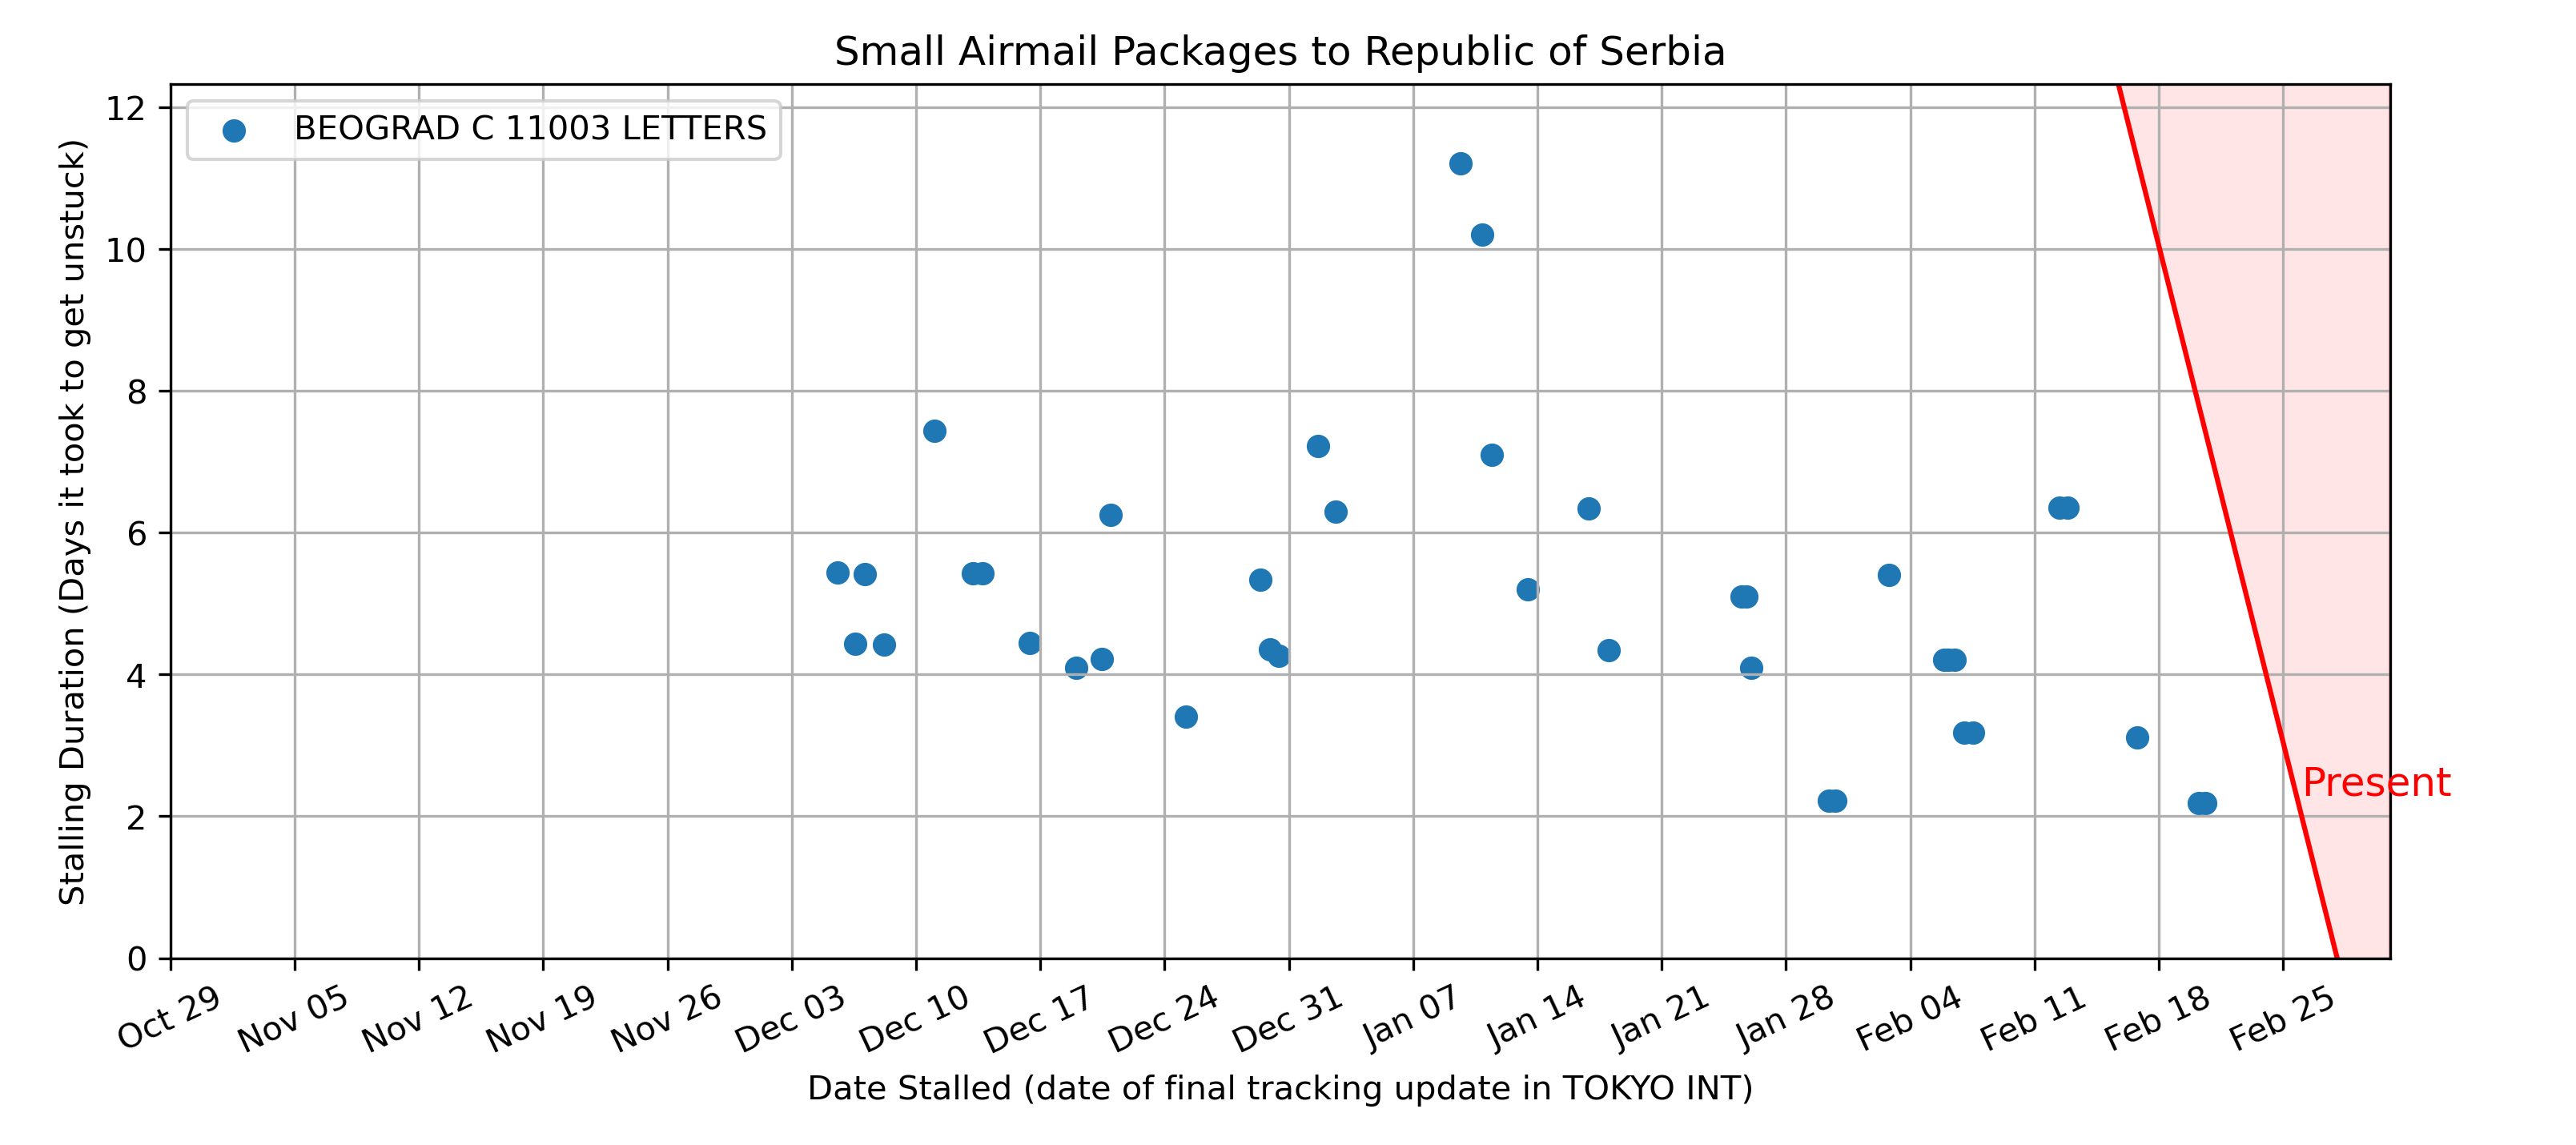 Small Airmail Packages to Republic of Serbia
BEOGRAD C 11003 LETTERS
Stalling Duration (Days it took to get unstuck)
12
10
8
6
4
2
0
Present
Oct 29 Nov 05 Nov 12 Nov 19 Nov 26 Dec 03 Dec 10 Dec 17 Dec 24 Dec 31 Jan 07 Jan 14 Jan 21 Jan 28 Feb 04 Feb 11 Feb 18 Feb 25
Date Stalled (date of final tracking update in TOKYO INT)